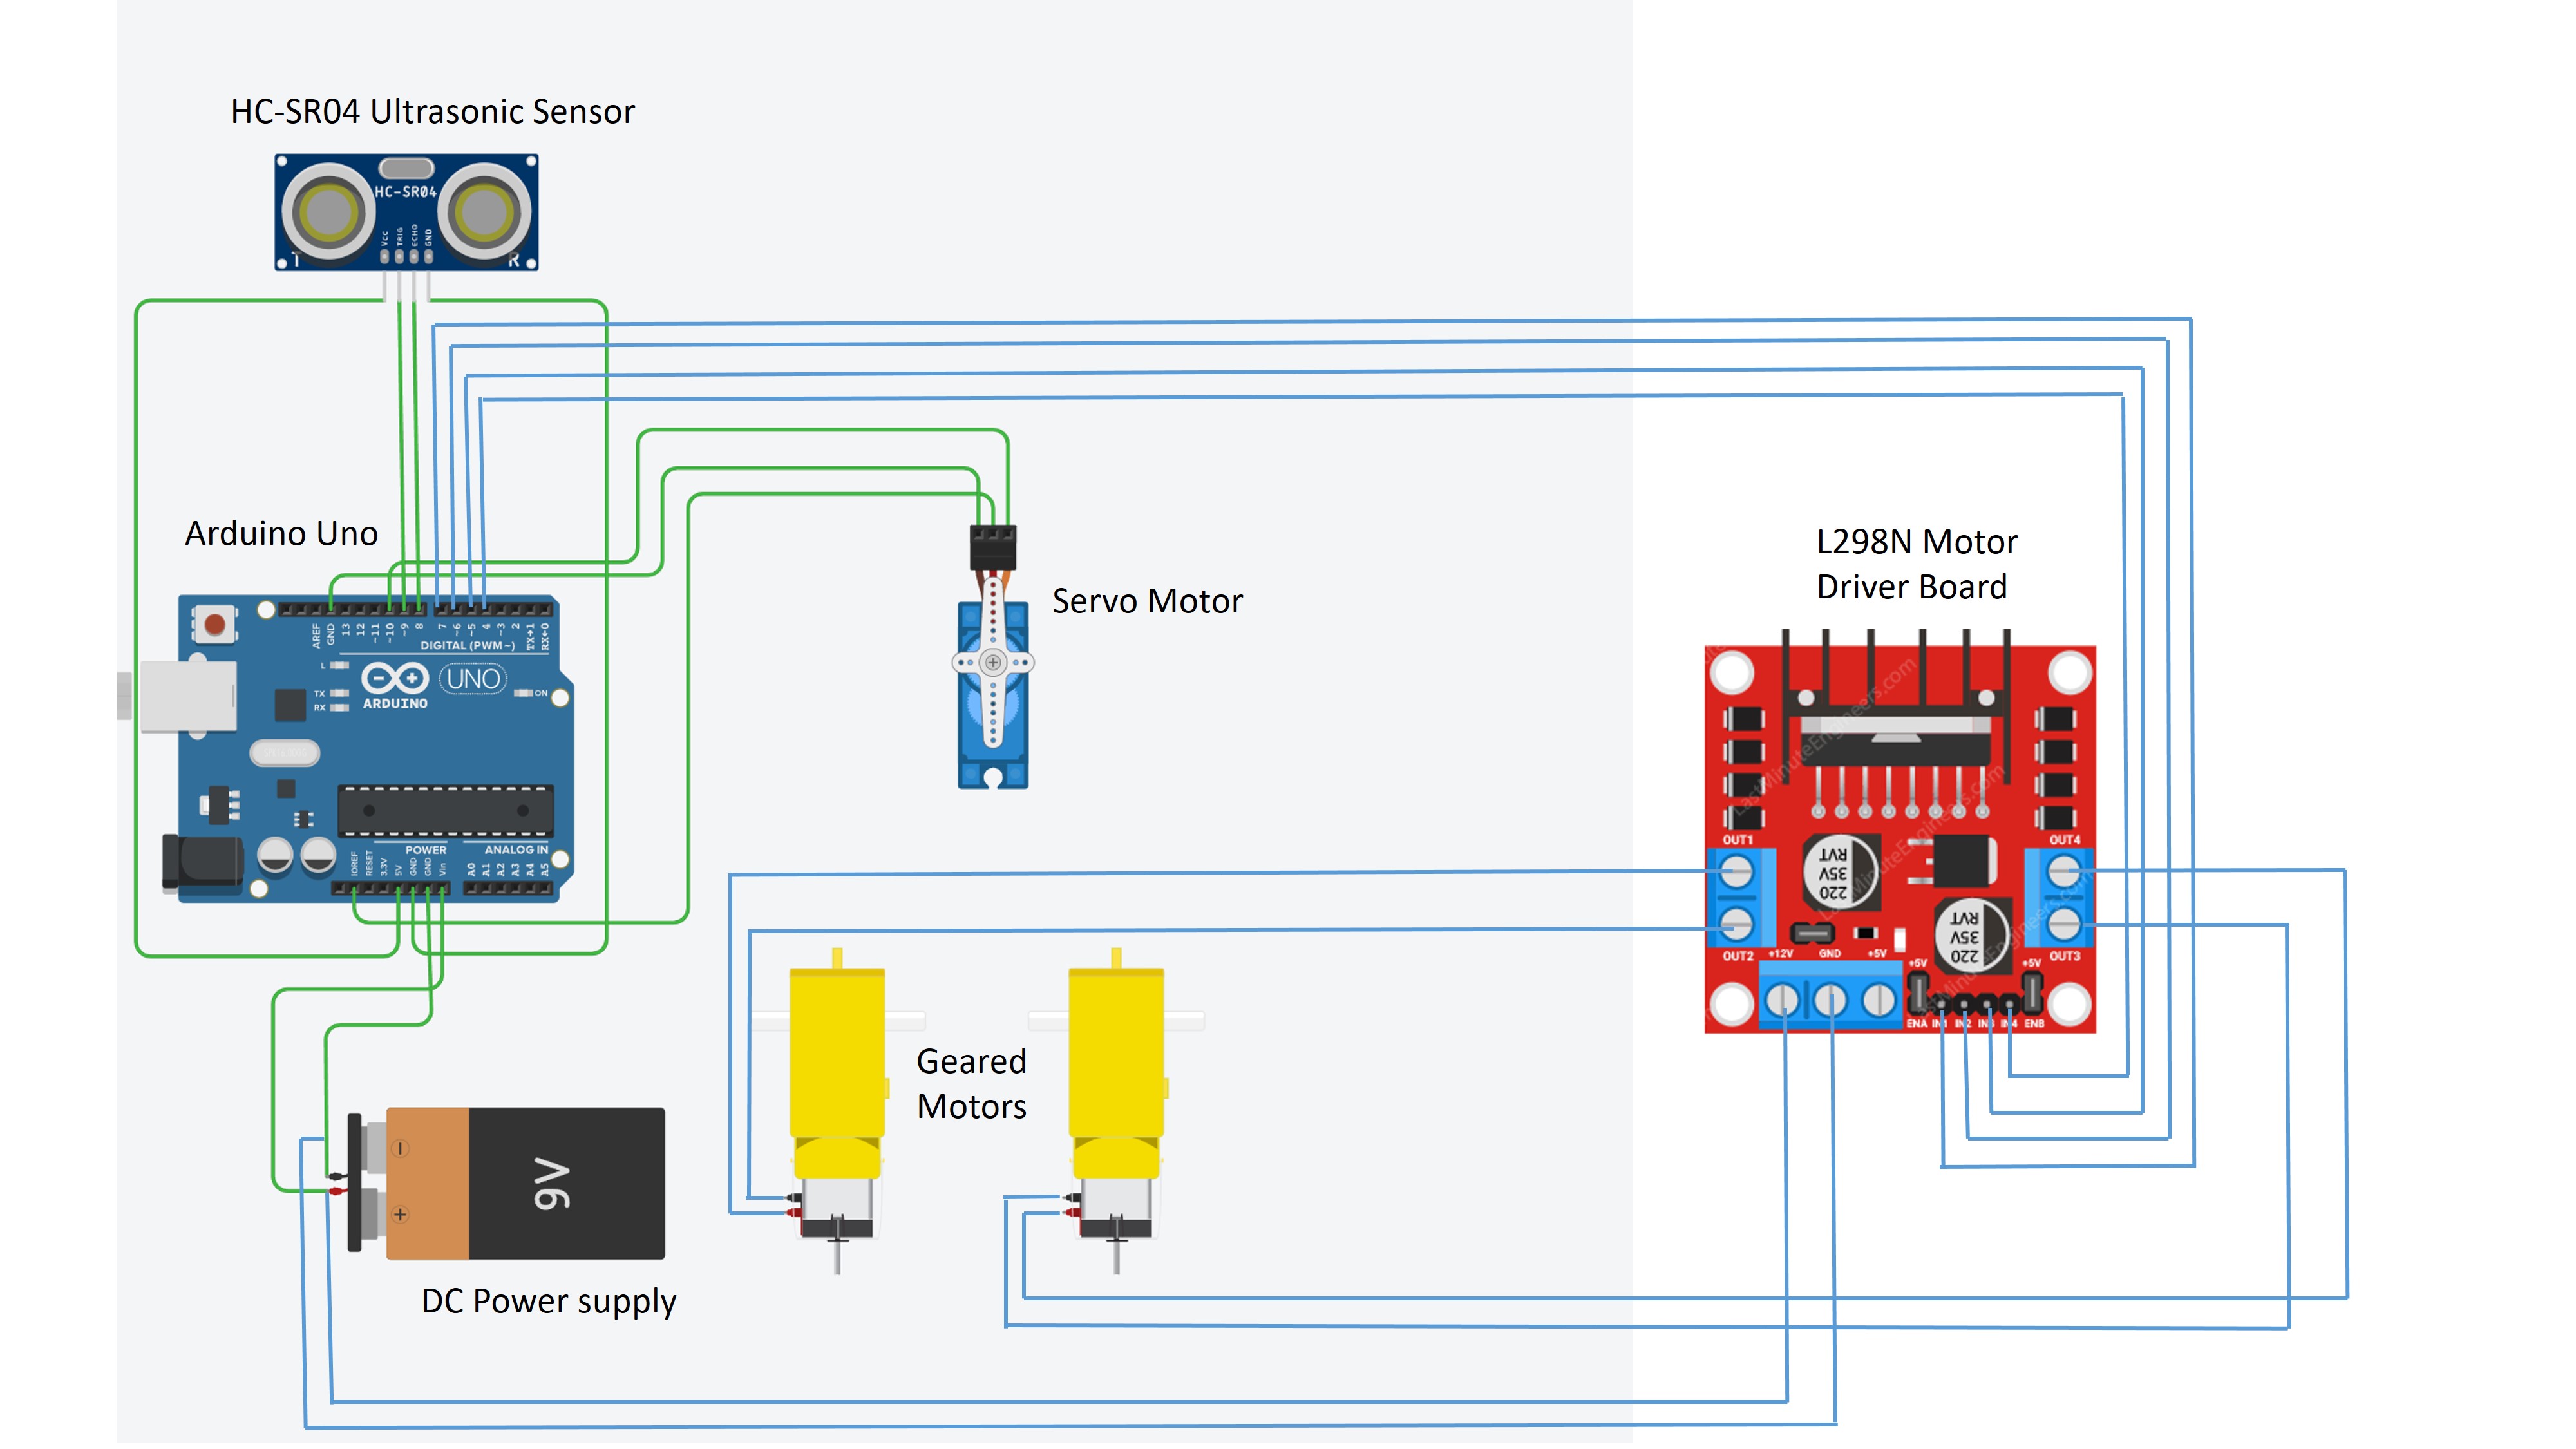 HC-SR04 Ultrasonic Sensor
HC-SR04
Vcc
TRIG
ECHO
GND
T
R
Arduino Uno
AREF
GND
13
12
~11
~10
~9
8
7
~6
~5
4
~3
2
TX→1
RX←0
DIGITAL (PWM~)
L
TX
RX
UNO
ON
ARDUINO
POWER
ANALOG IN
IOREF
RESET
3.3V
5V
GND
GND
Vin
A0
A1
A2
A3
A4
A5
Servo Motor
L298N Motor
Driver Board
LastMinuteEngineers.com
LastMinuteEngineers.com
OUT1
OUT4
RVT
35V
220
RVT
35V
220
OUT2
+12V
GND
+5V
OUT3
+5V
+5V
ENA
IN1
IN2
IN3
IN4
ENB
Geared
Motors
9V
DC Power supply